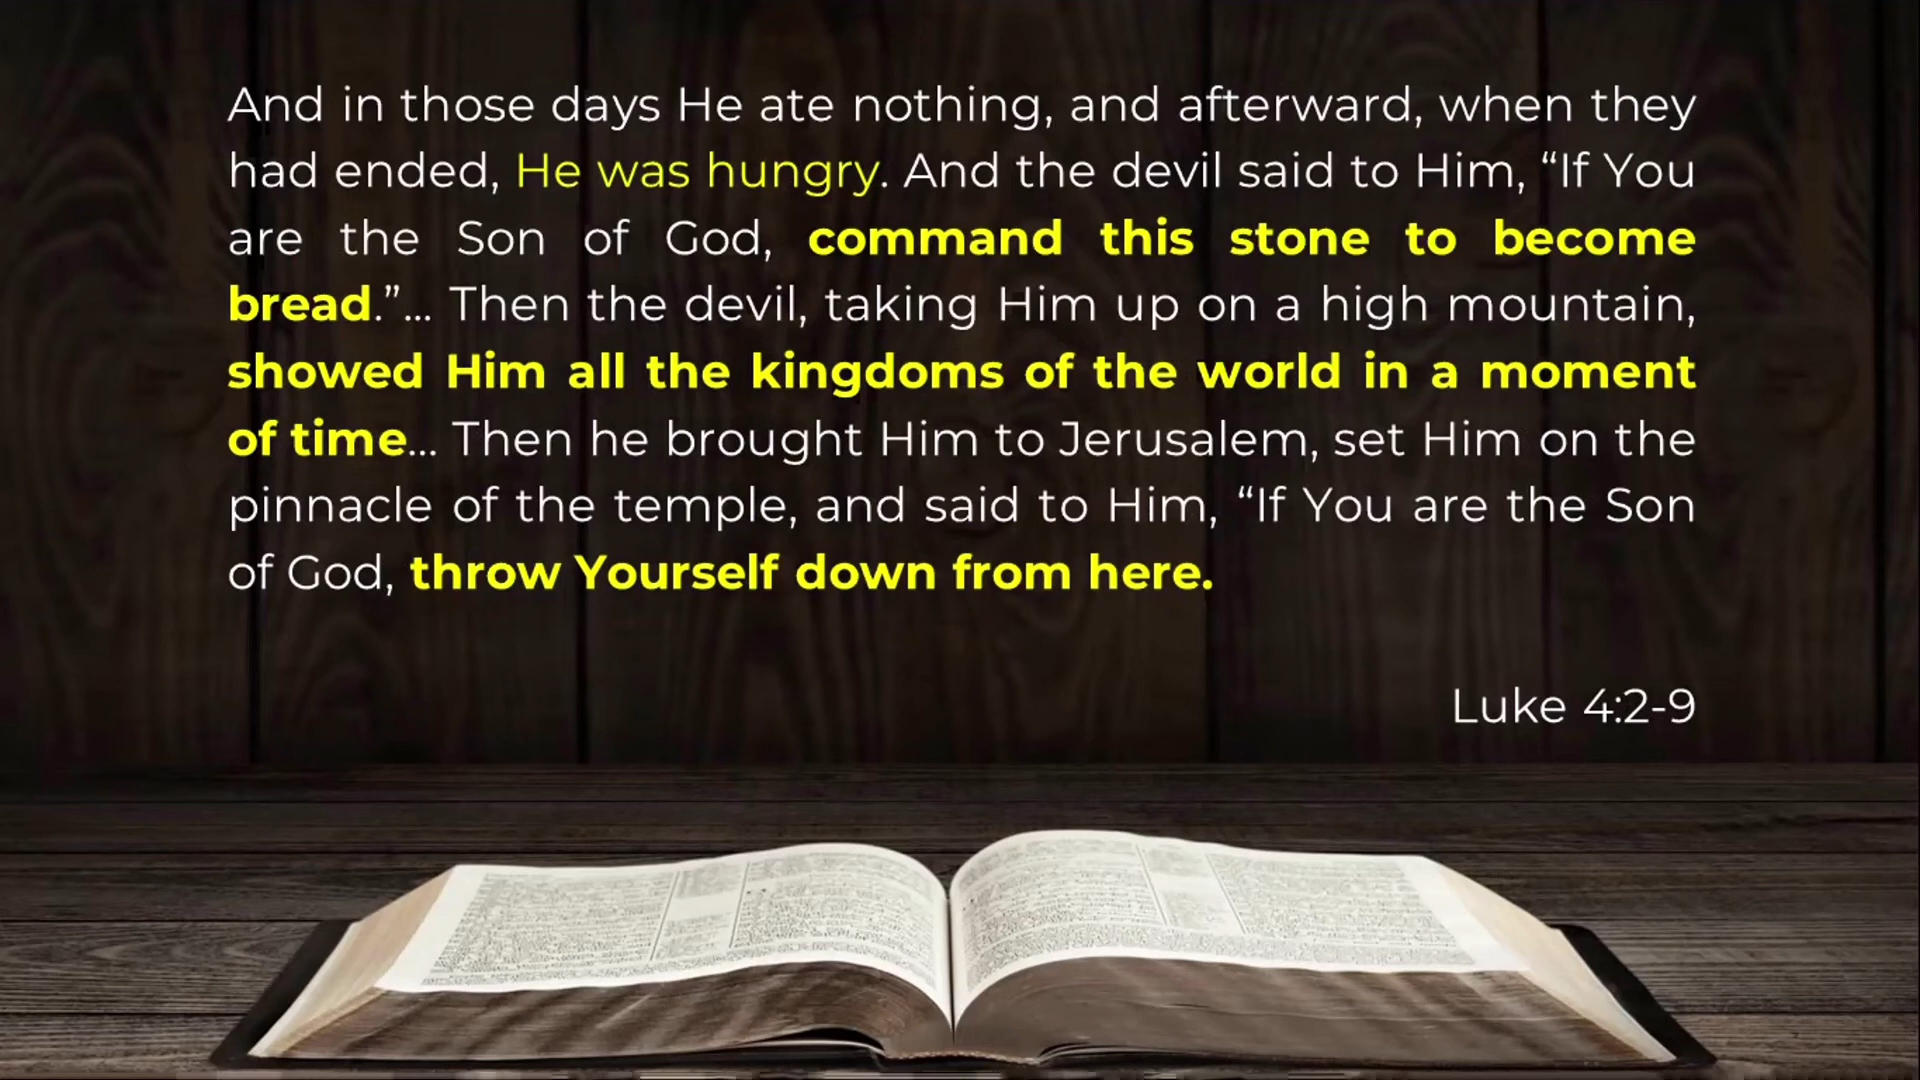 And in those days He ate nothing, and afterward, when they
had ended, He was hungry. And the devil said to Him, “If You
are the Son of God, command this stone to become
bread.”... Then the devil, taking Him up on a high mountain,
showed Him all the kingdoms of the world in a moment
of time... Then he brought Him to Jerusalem, set Him on the
pinnacle of the temple, and said to Him, “If You are the Son
of God, throw Yourself down from here.
Luke 4:2-9